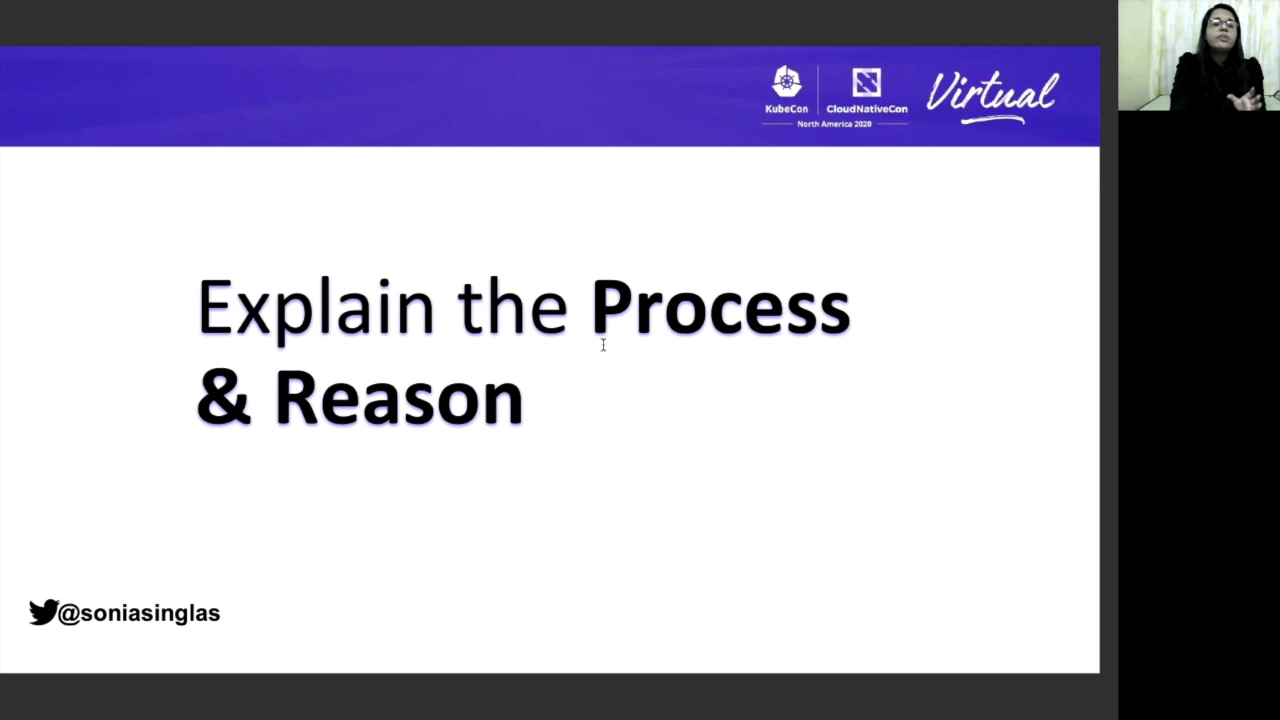 KubeCon
CloudNativeCon
North America 2020
Virtual
Explain the Process
& Reason
@soniasinglas